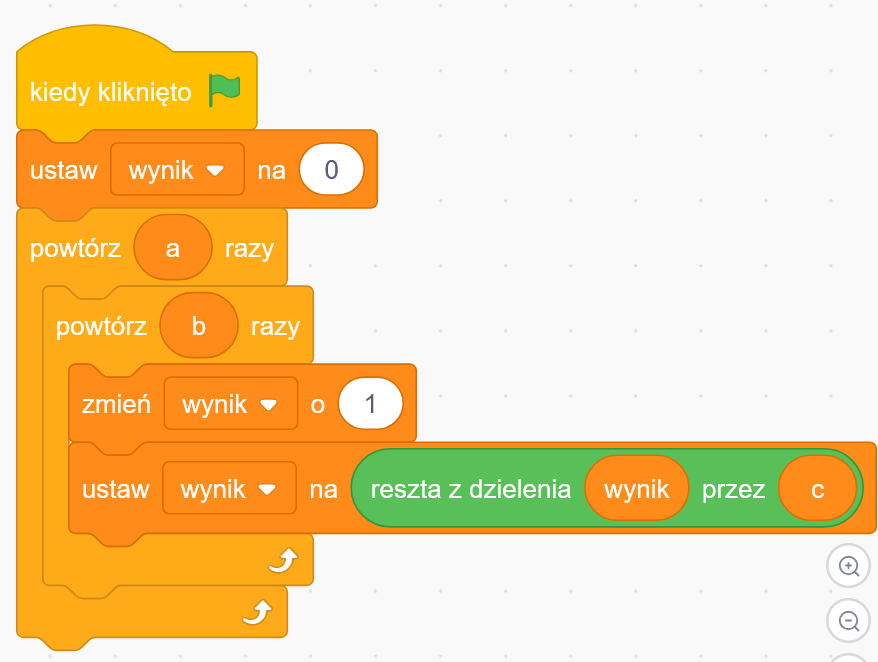 kiedy kliknięto
ustaw wynik na 0
powtórz a razy
powtórz b razy
zmień wynik o 1
ustaw wynik na reszta z dzielenia wynik przez c